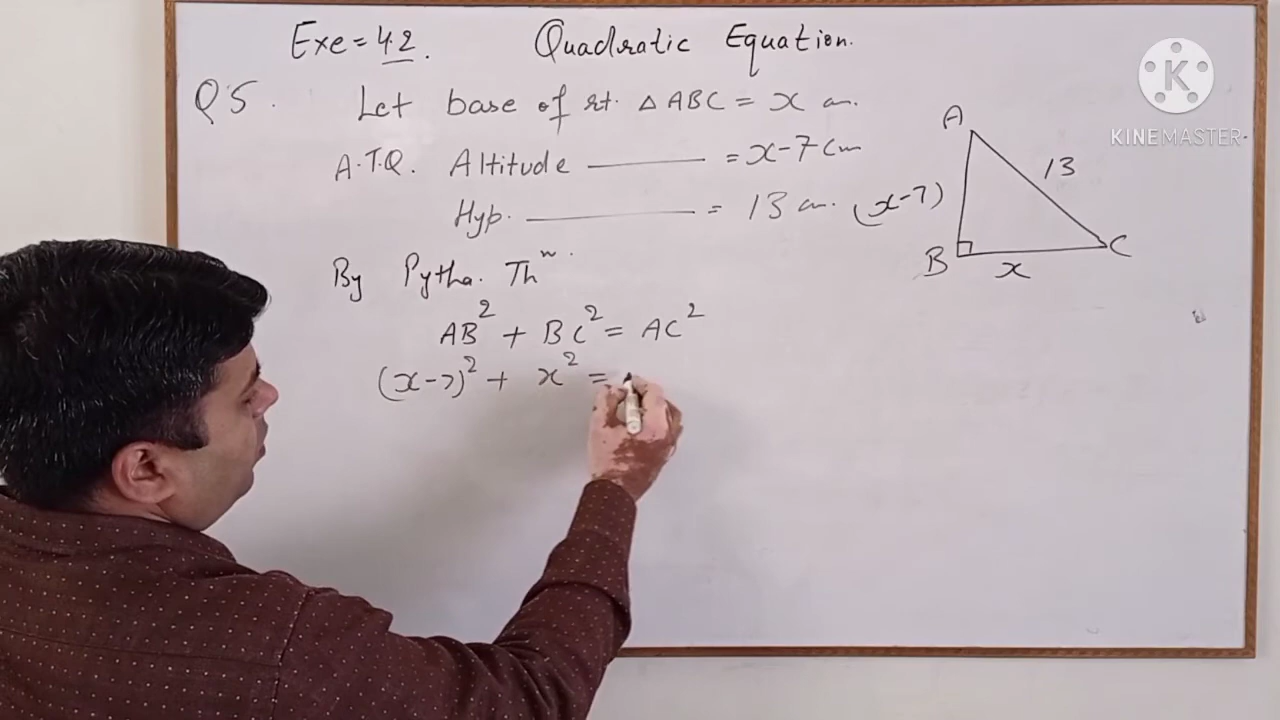 Exe = 4.2. Quadratic Equation.
Q5. Let base of rt. △ABC = x cm.
A.T.Q. Altitude ——— = x-7 cm
Hyp. ——— = 13 cm.
By Pytha. Thᵐ.
AB² + BC² = AC²
(x-7)² + x² =
A
13
(x-7)
B
x
C
K
KINEMASTER